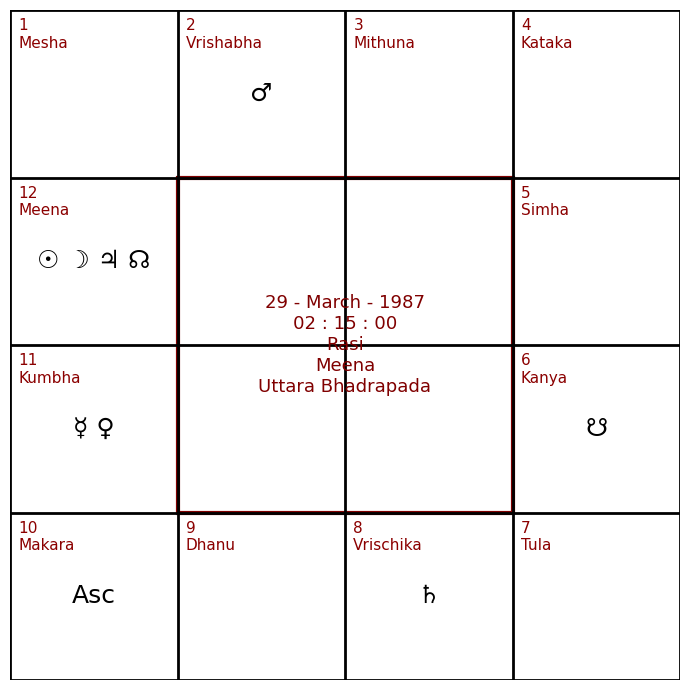 1
Mesha
2
Vrishabha
♂
3
Mithuna
4
Kataka
12
Meena
☉ ☽ ♃ ☊
5
Simha
29 - March - 1987
02 : 15 : 00
Rasi
Meena
Uttara Bhadrapada
11
Kumbha
☿ ♀
6
Kanya
☋
10
Makara
Asc
9
Dhanu
8
Vrischika
♄
7
Tula